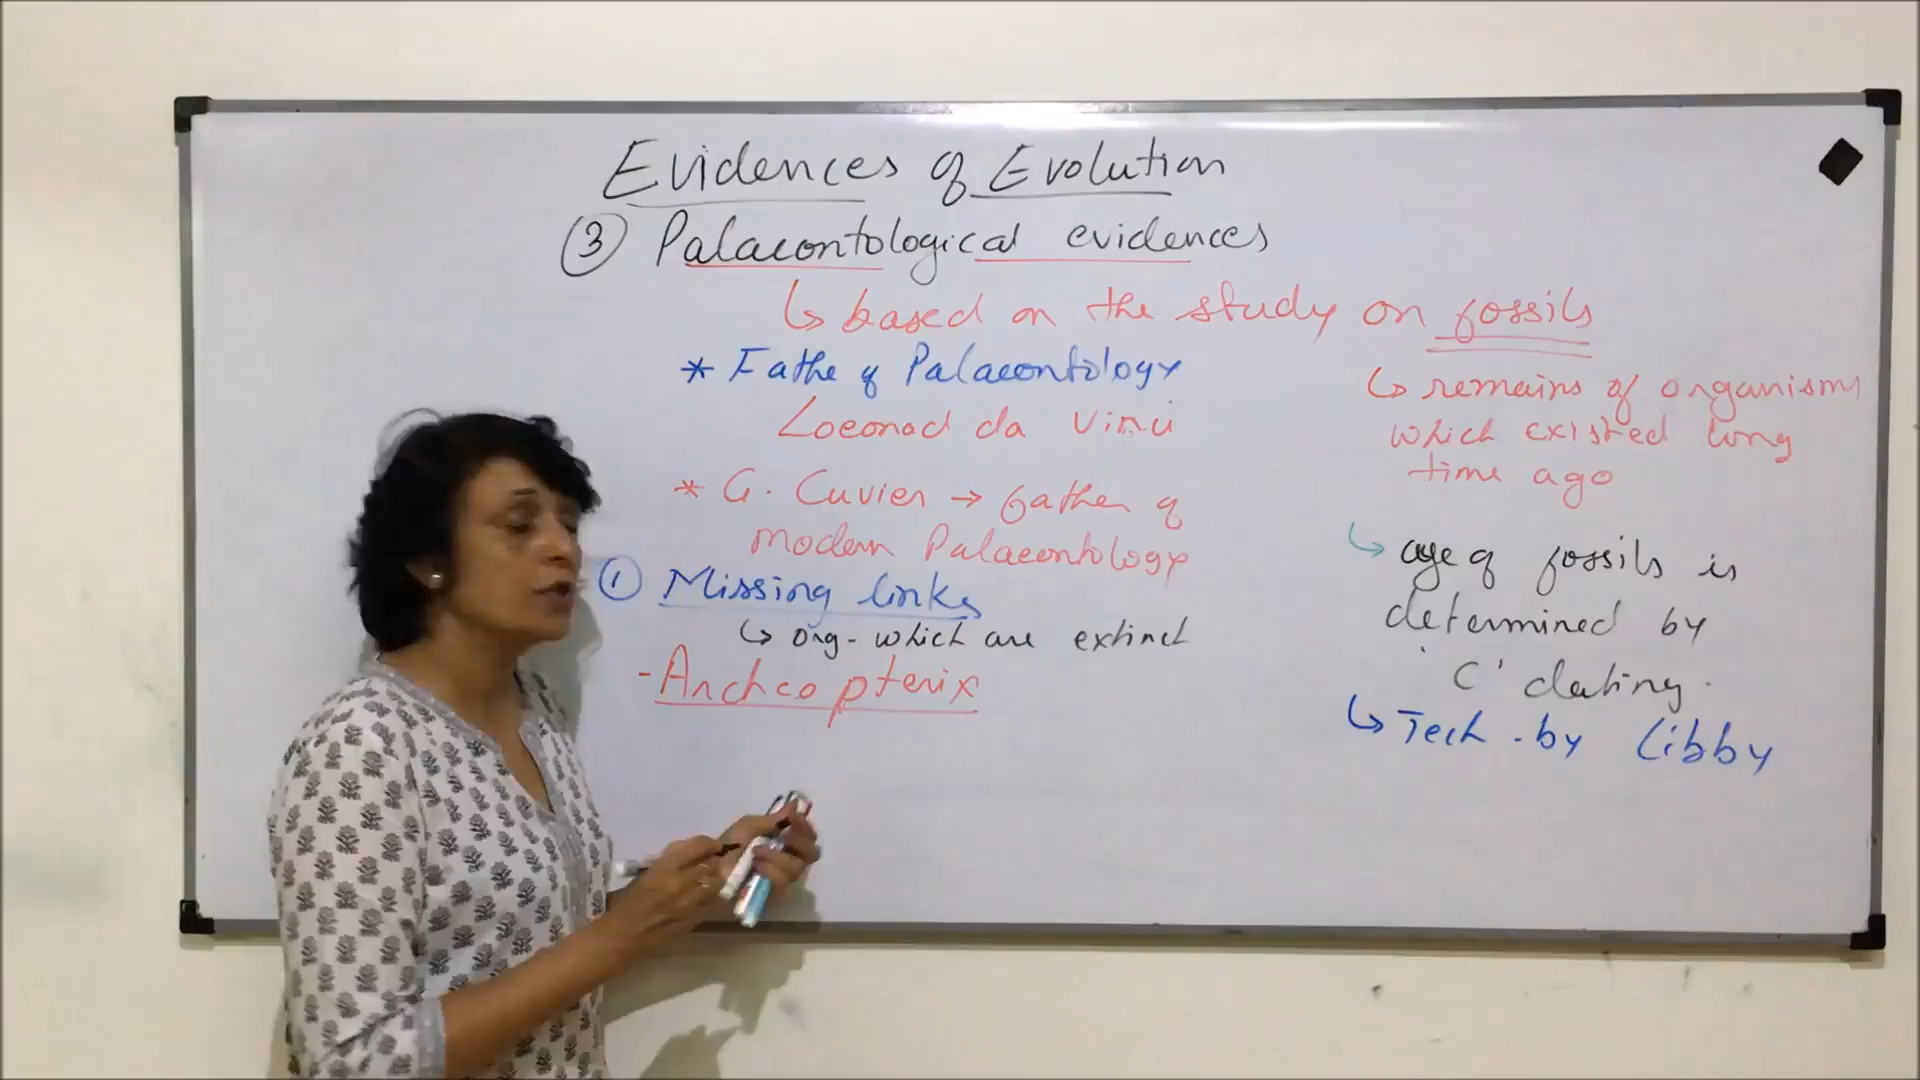 Evidences of Evolution
③ Palaeontological evidences
↳ based on the study on fossils
* Fathe of Palaeontology
Loeonad da Vinci
* G. Cuvier → father of
modern Palaeontology
① Missing links
↳ org - which are extinct
- Archeopterix
↳ remains of organisms
which existed long
time ago
↳ age of fossils is
determined by
'C' dating.
↳ Tech - by Libby